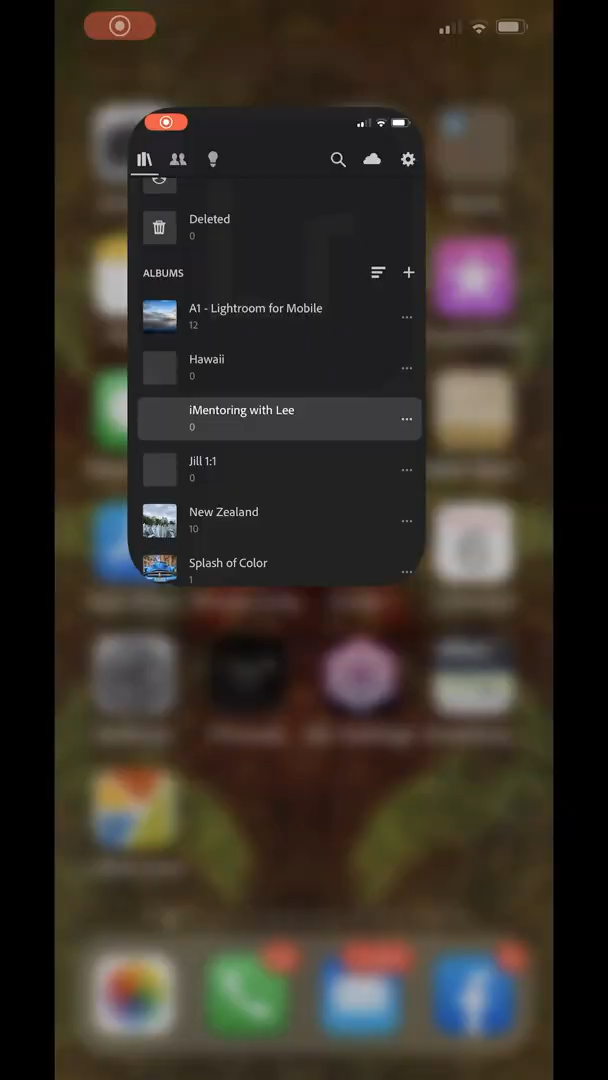 Deleted
0
ALBUMS
A1 - Lightroom for Mobile
12
Hawaii
0
iMentoring with Lee
0
Jill 1:1
0
New Zealand
10
Splash of Color
1